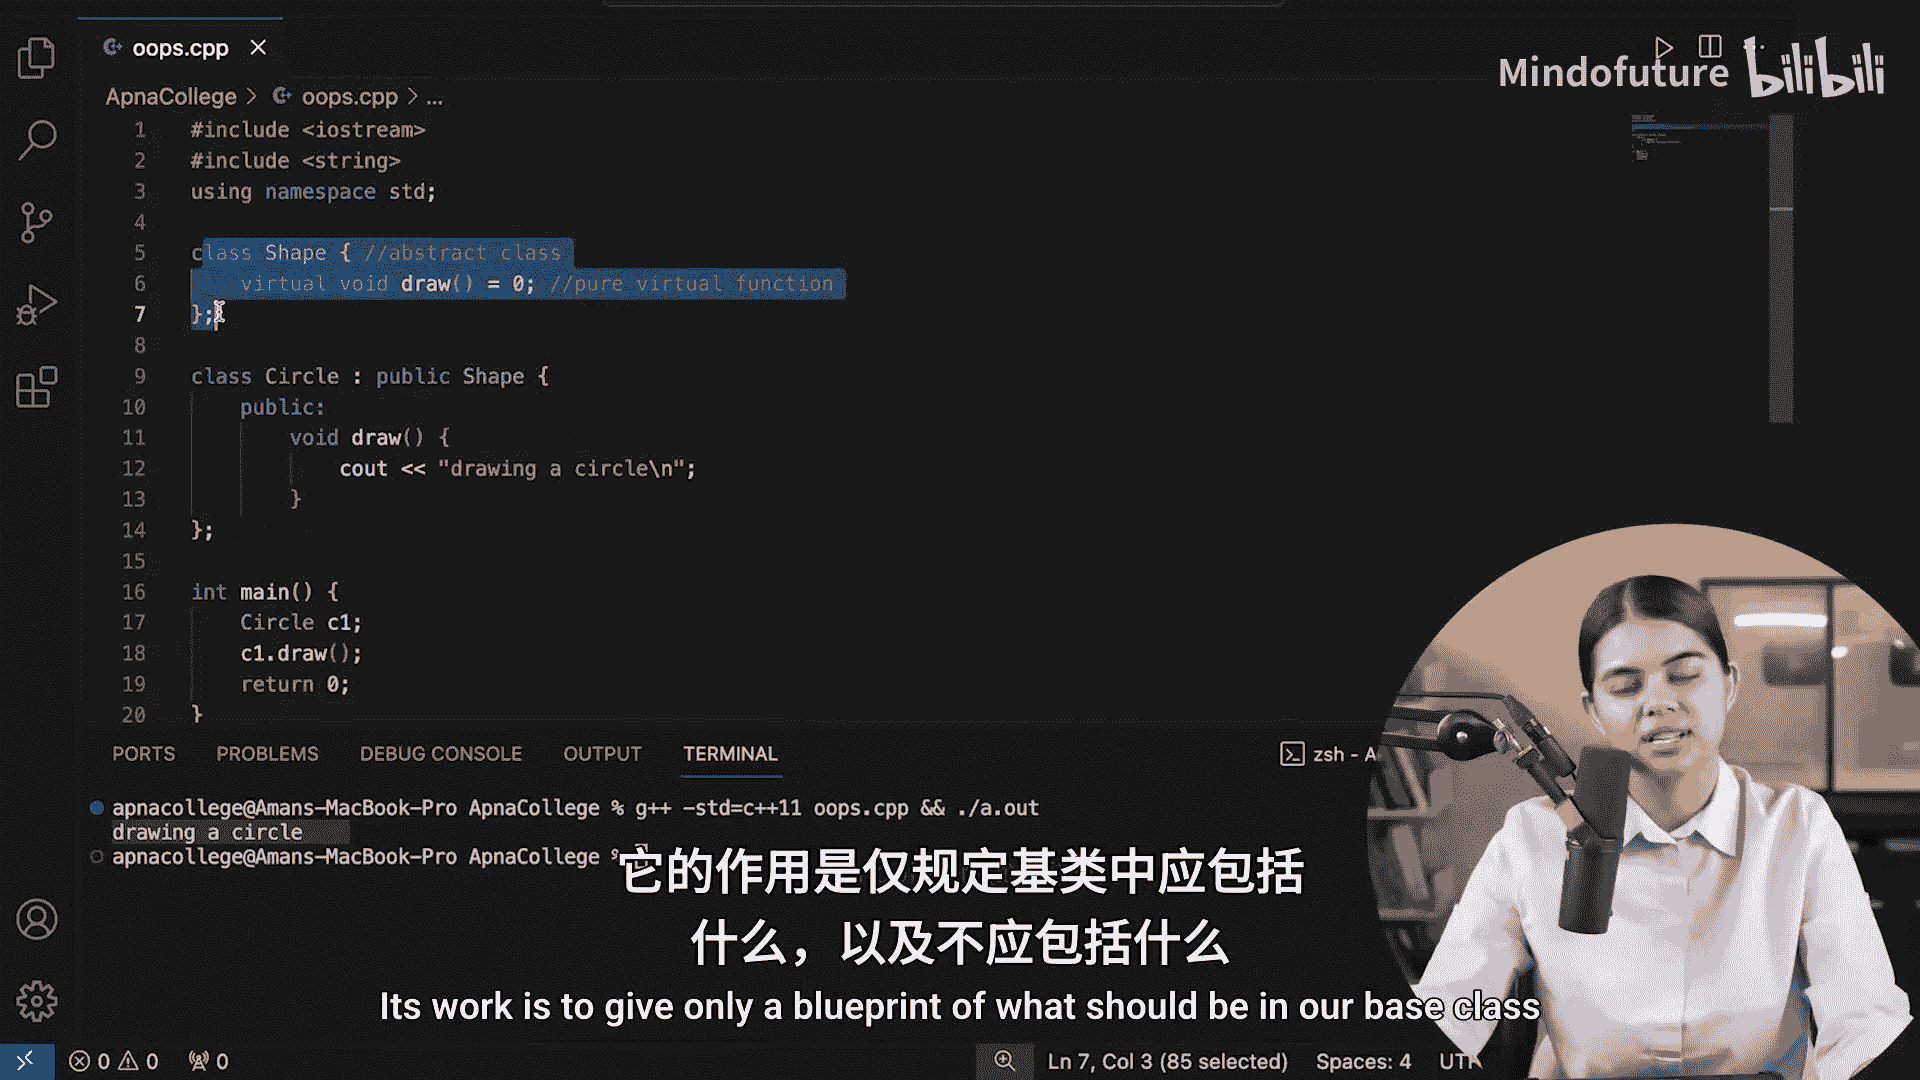 oops.cpp
Mindofuture bilibili
ApnaCollege > oops.cpp > ...
1 #include <iostream>
2 #include <string>
3 using namespace std;
4
5 class Shape { //abstract class
6 virtual void draw() = 0; //pure virtual function
7 };
8
9 class Circle : public Shape {
10 public:
11 void draw() {
12 cout << "drawing a circle\n";
13 }
14 };
15
16 int main() {
17 Circle c1;
18 c1.draw();
19 return 0;
20 }
PORTS PROBLEMS DEBUG CONSOLE OUTPUT TERMINAL zsh - A
apnacollege@Amans-MacBook-Pro ApnaCollege % g++ -std=c++11 oops.cpp && ./a.out
drawing a circle
apnacollege@Amans-MacBook-Pro ApnaCollege %
它的作用是仅规定基类中应包括
什么，以及不应包括什么
Its work is to give only a blueprint of what should be in our base class
0 0 0 Ln 7, Col 3 (85 selected) Spaces: 4 UTF